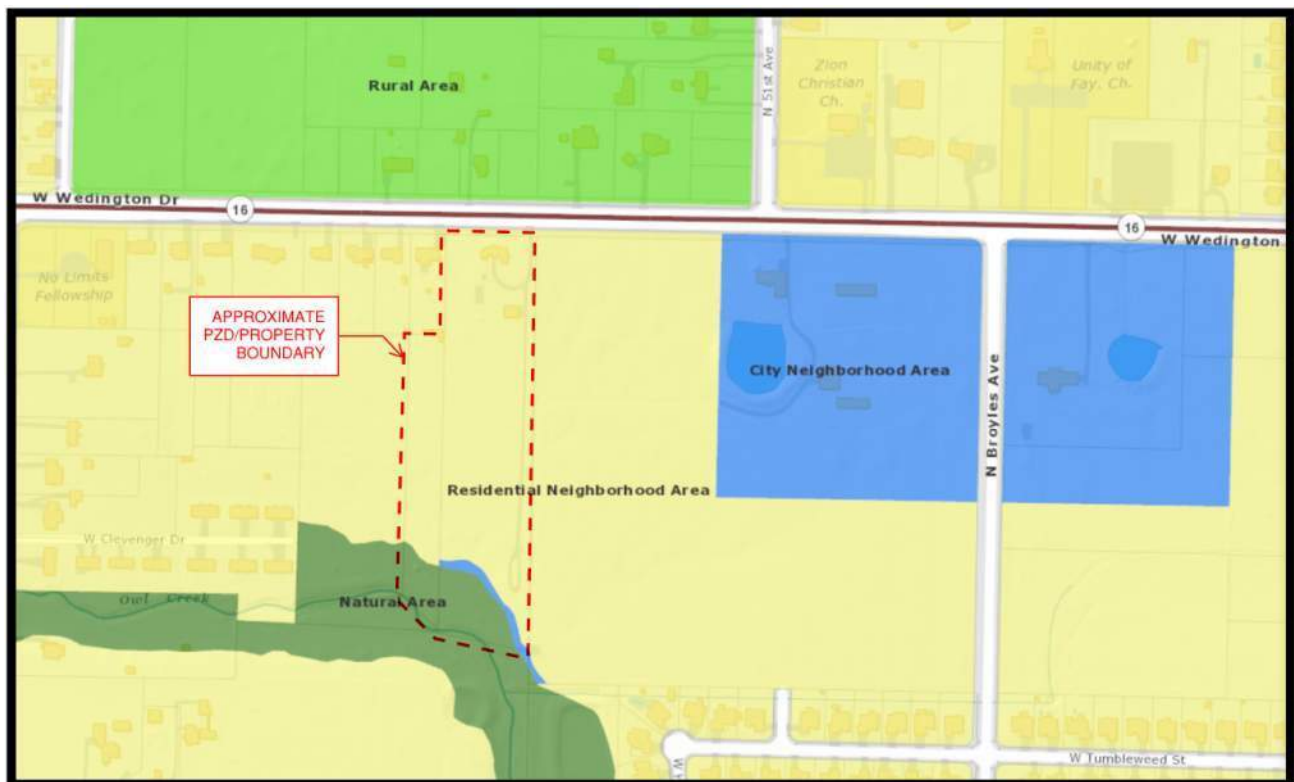 Zion
Christian
Ch.
Unity of
Fay. Ch.
Rural Area
N 51st Ave
W Wedington Dr
16
16
W Wedington
No Limits
Fellowship
APPROXIMATE
PZD/PROPERTY
BOUNDARY
City Neighborhood Area
N Broyles Ave
Residential Neighborhood Area
W Clevenger Dr
Owl Creek
Natural Area
W Tumbleweed St